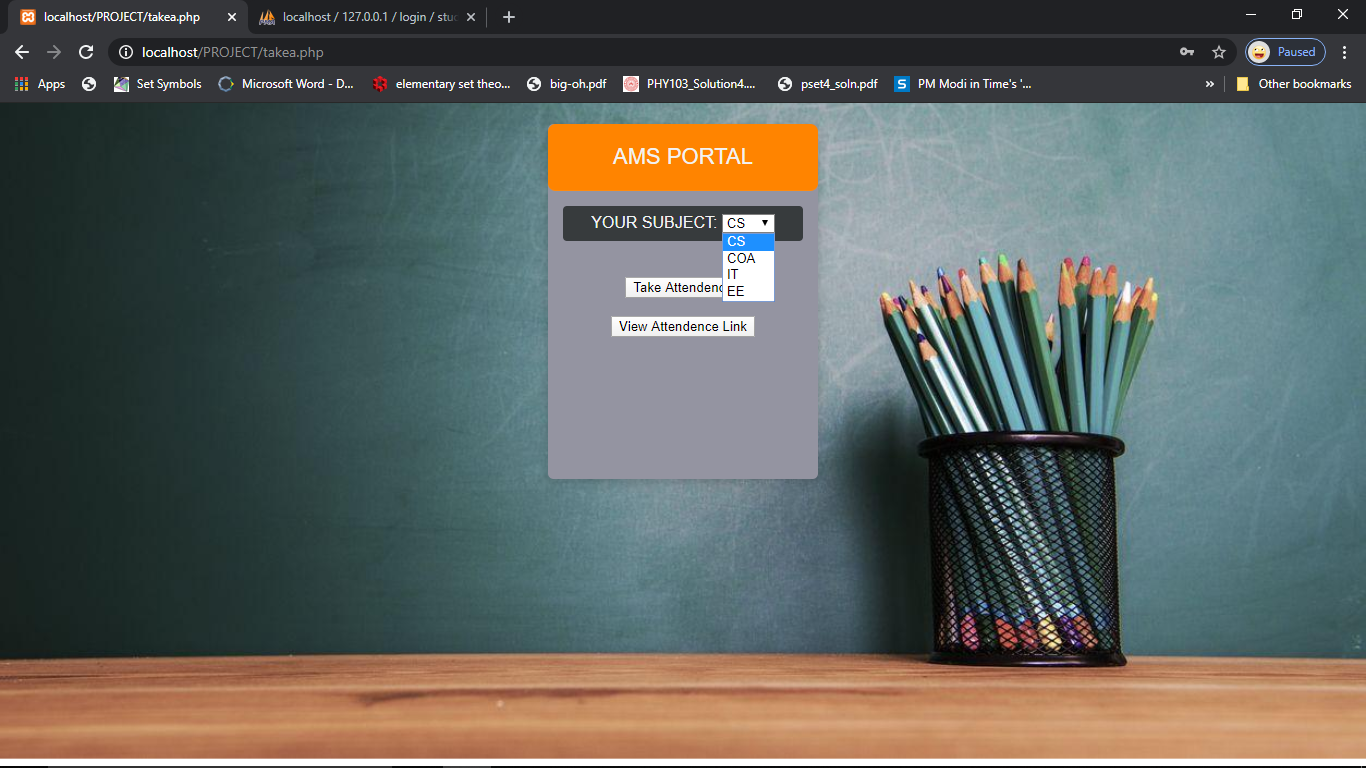 localhost/PROJECT/takea.php
localhost / 127.0.0.1 / login / stud
localhost/PROJECT/takea.php
Paused
Apps
Set Symbols
Microsoft Word - D...
elementary set theo...
big-oh.pdf
PHY103_Solution4....
pset4_soln.pdf
PM Modi in Time's '...
»
Other bookmarks
AMS PORTAL
YOUR SUBJECT: CS
CS
COA
IT
EE
Take Attendenc
View Attendence Link